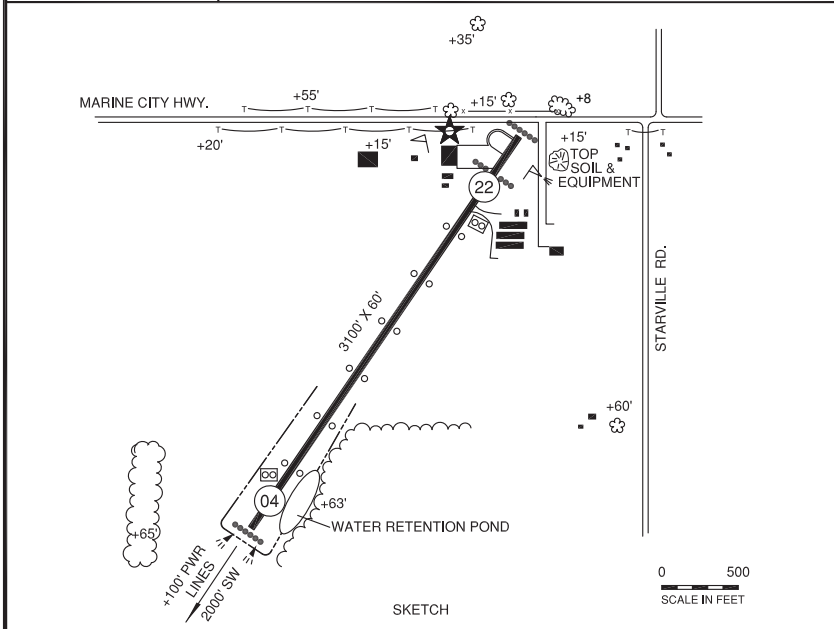 +35'
+55'
MARINE CITY HWY.
T T T T
+15'
x x
+8
+20'
T T T T T
+15'
+15'
T T
TOP
SOIL &
EQUIPMENT
22
3100' X 60'
STARVILLE RD.
+60'
04
+63'
+65'
WATER RETENTION POND
+100' PWR
LINES
2000' SW
0 500
SCALE IN FEET
SKETCH